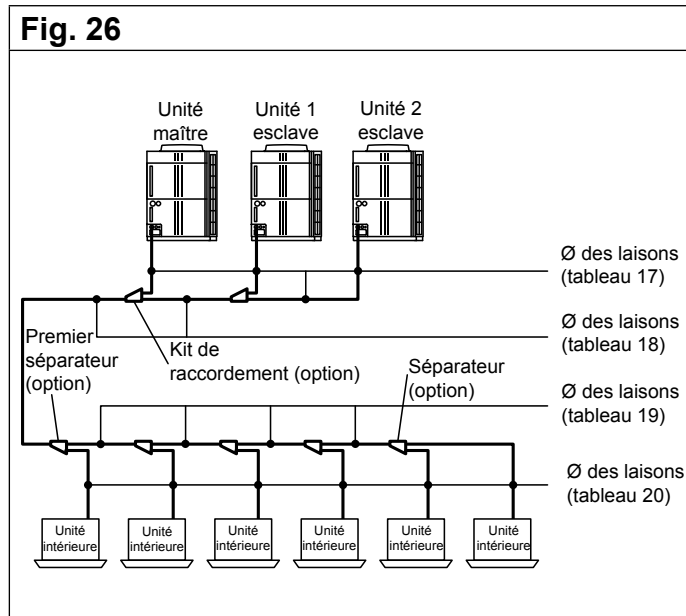 Fig. 26
Unité
maître
Unité 1
esclave
Unité 2
esclave
Ø des laisons
(tableau 17)
Ø des laisons
(tableau 18)
Premier
séparateur
(option)
Kit de
raccordement (option)
Séparateur
(option)
Ø des laisons
(tableau 19)
Ø des laisons
(tableau 20)
Unité
intérieure
Unité
intérieure
Unité
intérieure
Unité
intérieure
Unité
intérieure
Unité
intérieure